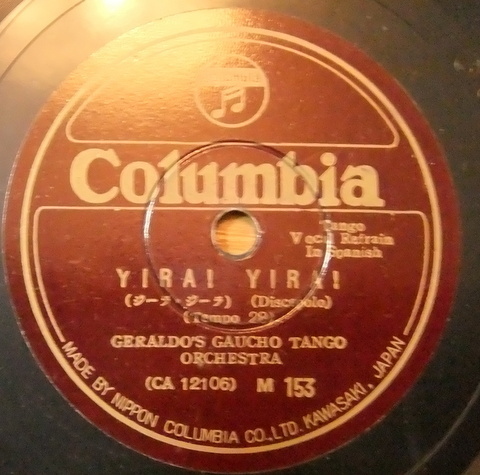 Columbia
Tango
Vocal Refrain
In Spanish
YIRA! YIRA!
(ジーラ・ジーラ) (Discepolo)
(Tempo 29)
GERALDO'S GAUCHO TANGO
ORCHESTRA
(CA 12106) M 153
MADE BY NIPPON COLUMBIA CO., LTD. KAWASAKI, JAPAN